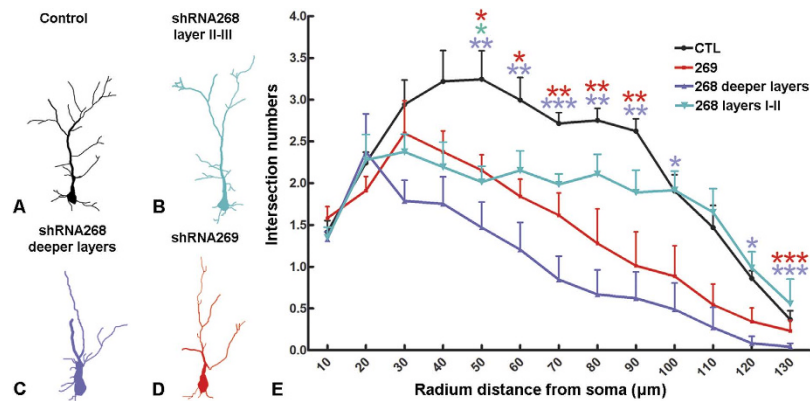 Control
shRNA268
layer II-III
A
B
shRNA268
deeper layers
shRNA269
C
D
E
Intersection numbers
4.0
3.5
3.0
2.5
2.0
1.5
1.0
0.5
0.0
*
*
**
*
**
**
***
**
**
**
**
*
*
***
***
CTL
269
268 deeper layers
268 layers I-II
10
20
30
40
50
60
70
80
90
100
110
120
130
Radium distance from soma (μm)